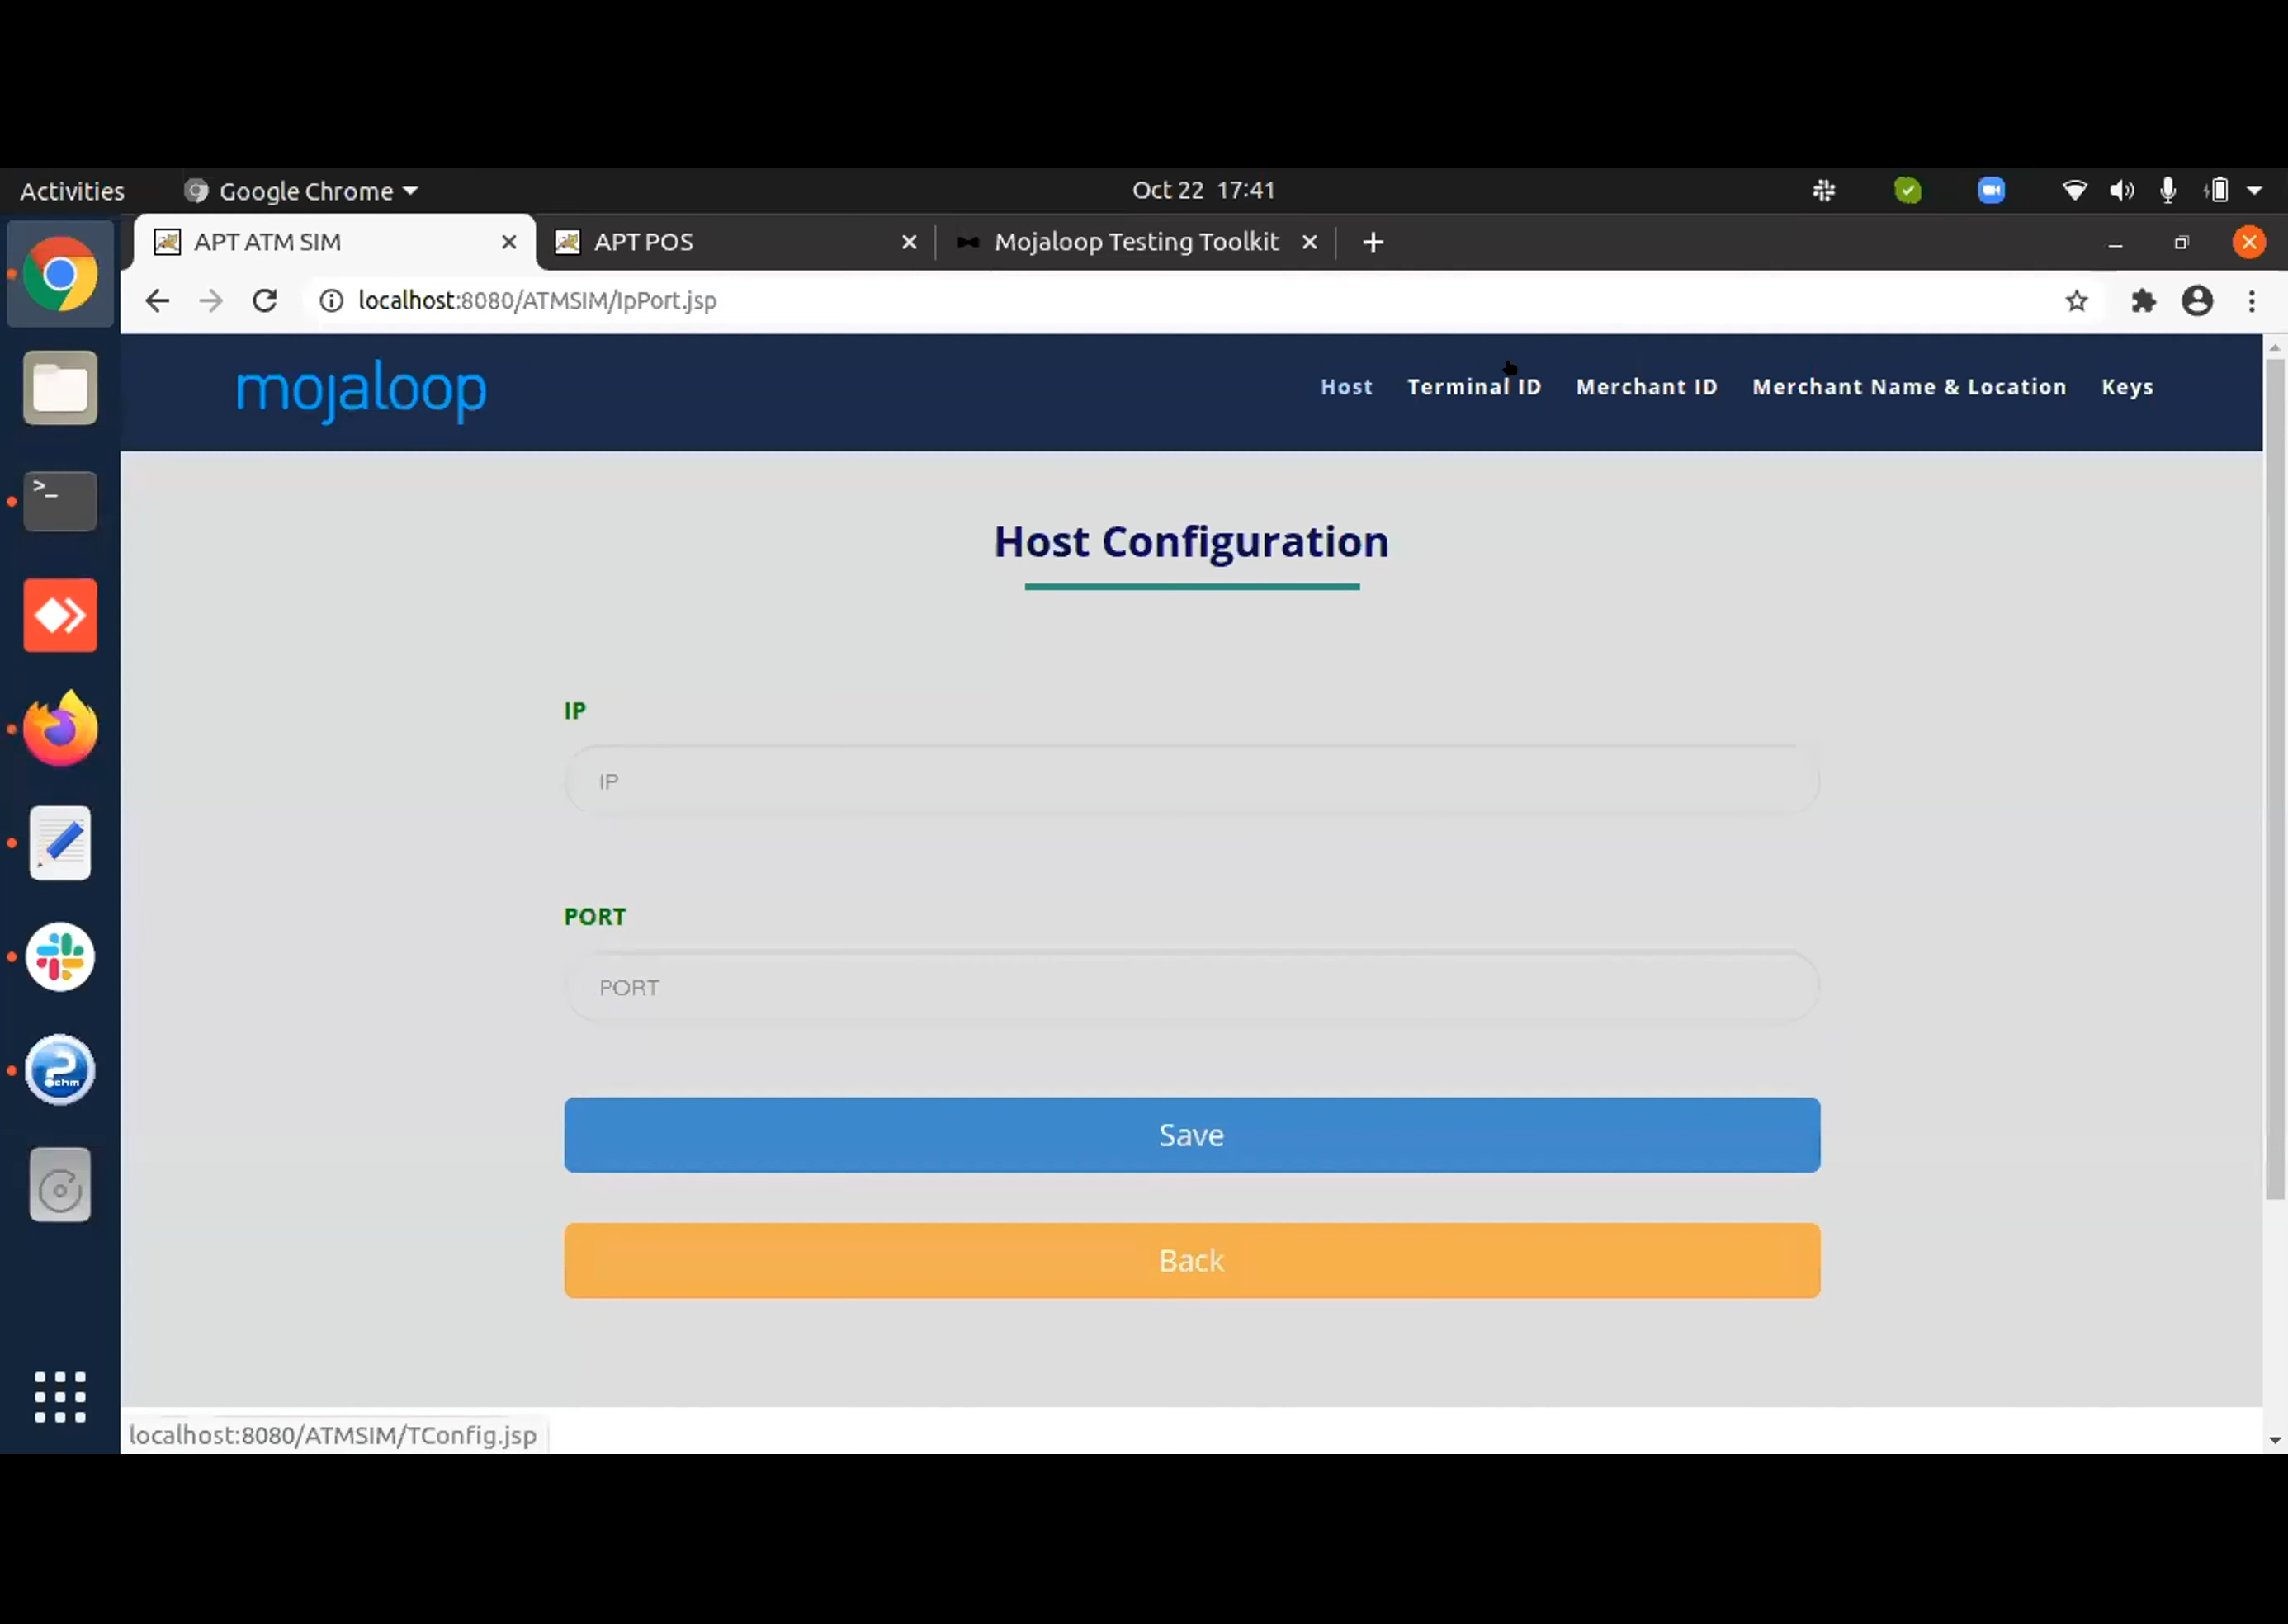 Activities Google Chrome Oct 22 17:41
APT ATM SIM APT POS Mojaloop Testing Toolkit
localhost:8080/ATMSIM/IpPort.jsp
mojaloop Host Terminal ID Merchant ID Merchant Name & Location Keys
Host Configuration
IP
IP
PORT
PORT
Save
Back
>_
?chm
localhost:8080/ATMSIM/TConfig.jsp